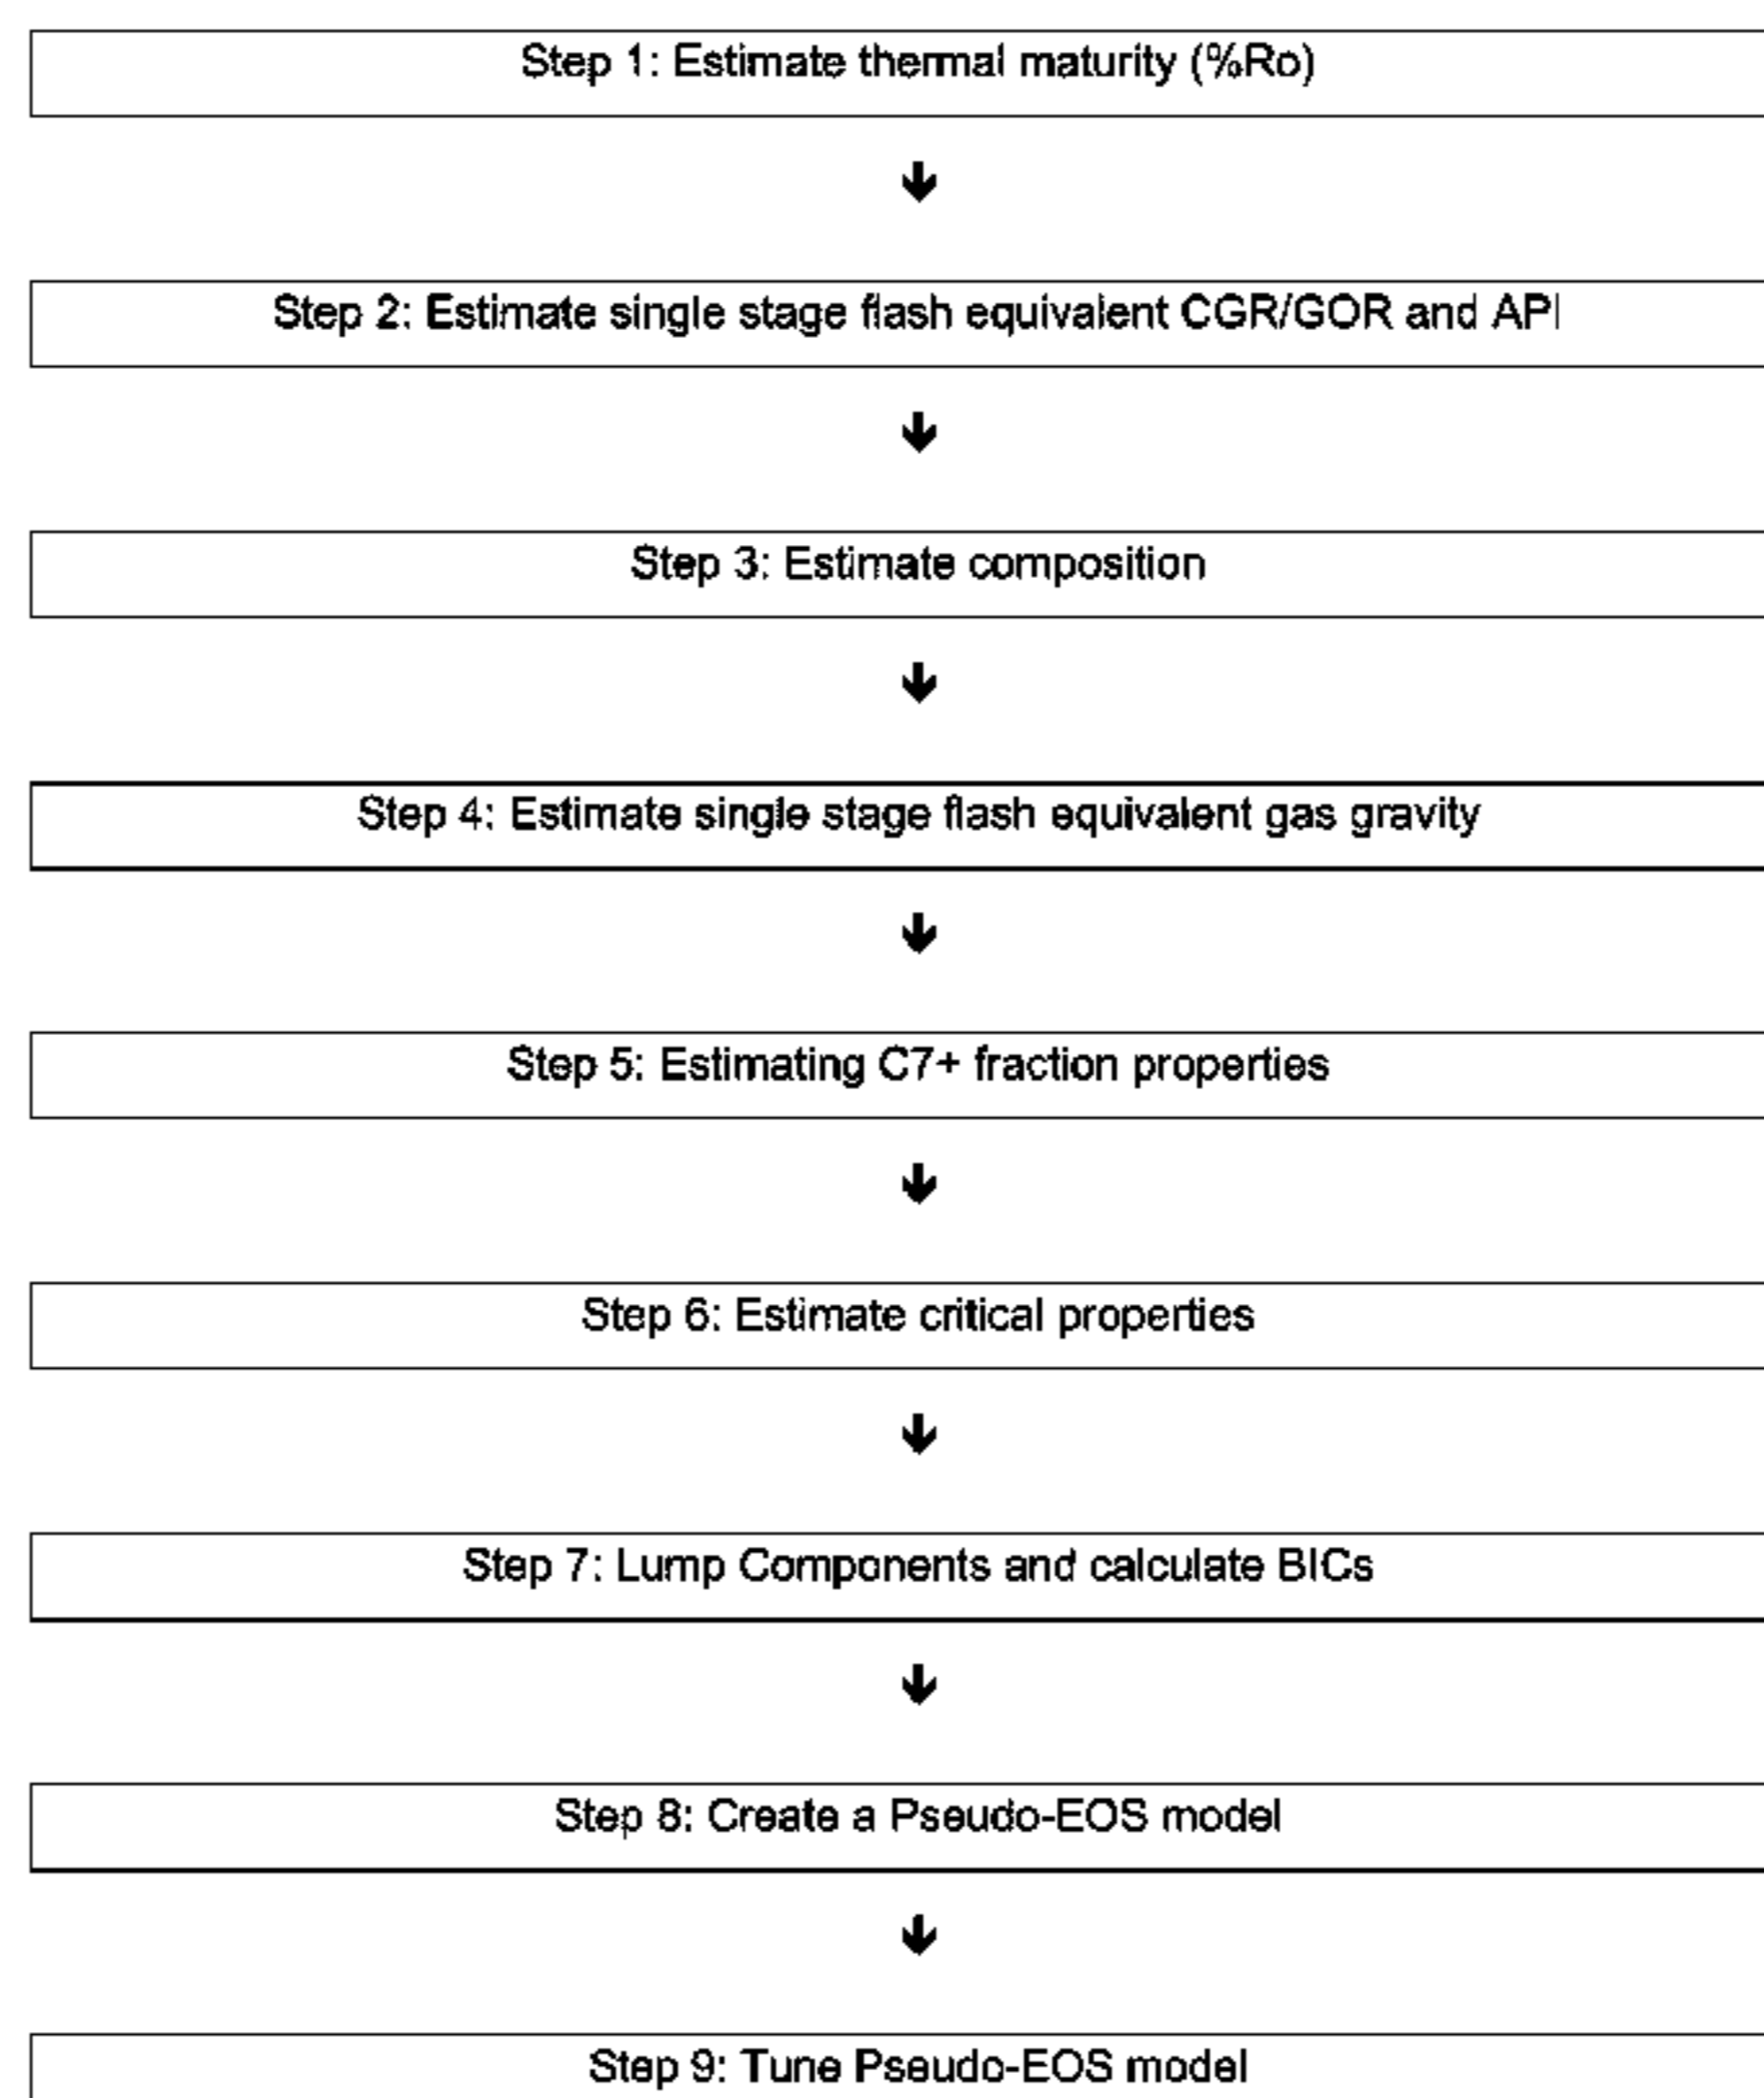 Step 1: Estimate thermal maturity (%Ro)
Step 2: Estimate single stage flash equivalent CGR/GOR and API
Step 3: Estimate composition
Step 4: Estimate single stage flash equivalent gas gravity
Step 5: Estimating C7+ fraction properties
Step 6: Estimate critical properties
Step 7: Lump Components and calculate BICs
Step 8: Create a Pseudo-EOS model
Step 9: Tune Pseudo-EOS model